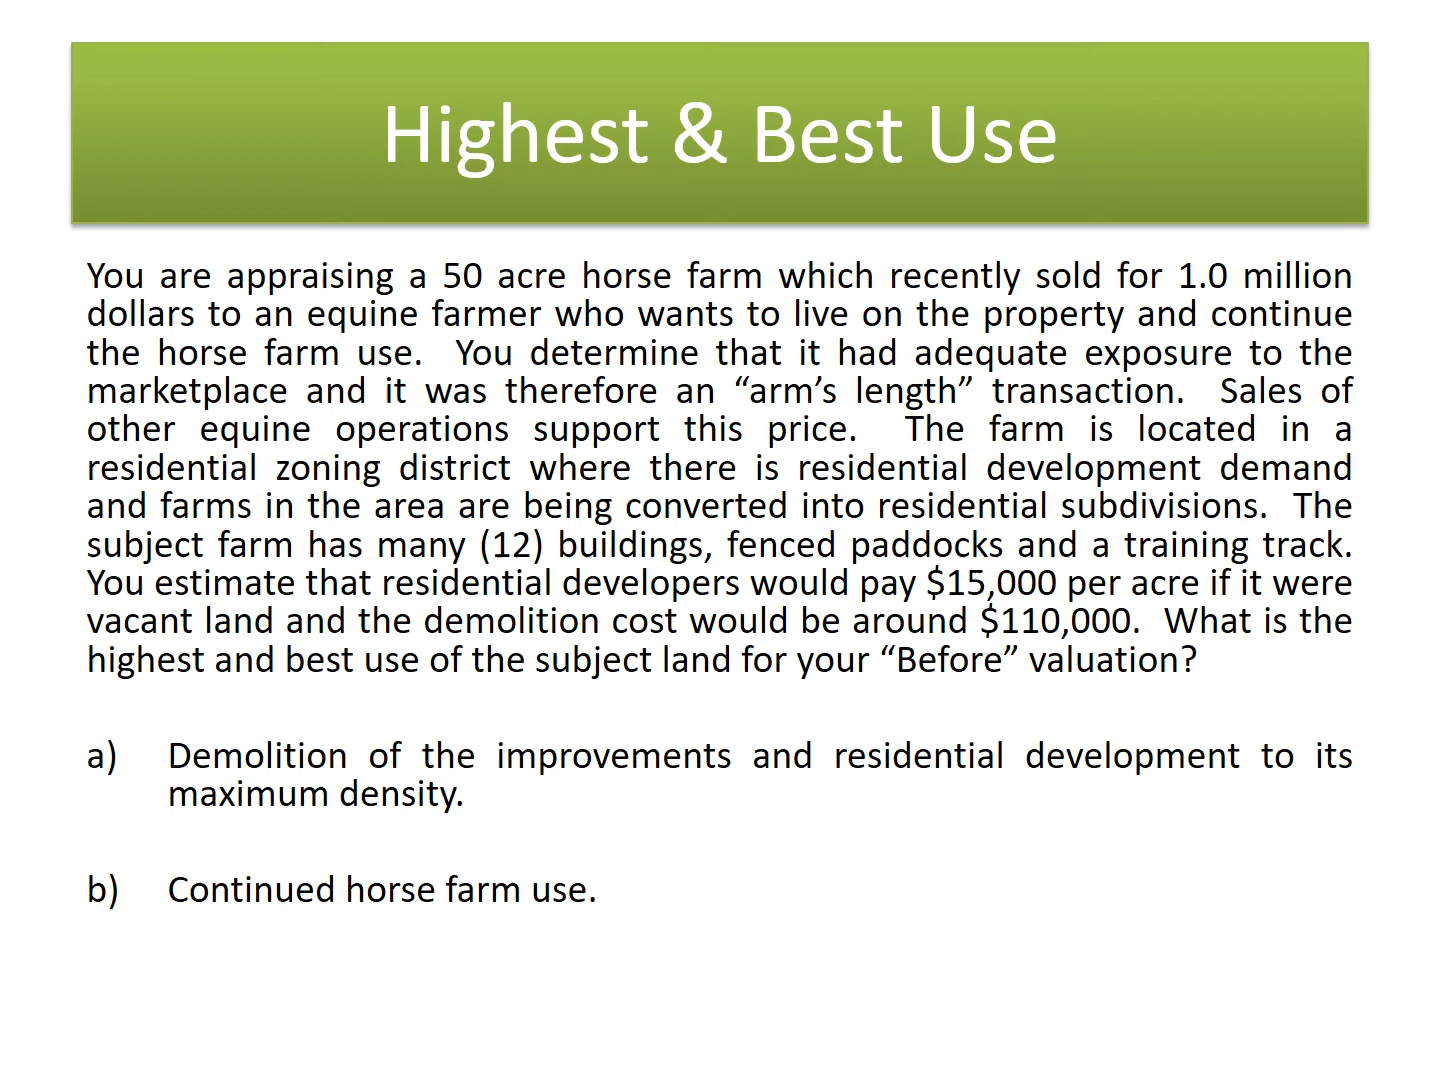 Highest & Best Use
You are appraising a 50 acre horse farm which recently sold for 1.0 million
dollars to an equine farmer who wants to live on the property and continue
the horse farm use. You determine that it had adequate exposure to the
marketplace and it was therefore an “arm’s length” transaction. Sales of
other equine operations support this price. The farm is located in a
residential zoning district where there is residential development demand
and farms in the area are being converted into residential subdivisions. The
subject farm has many (12) buildings, fenced paddocks and a training track.
You estimate that residential developers would pay $15,000 per acre if it were
vacant land and the demolition cost would be around $110,000. What is the
highest and best use of the subject land for your “Before” valuation?
a) Demolition of the improvements and residential development to its
maximum density.
b) Continued horse farm use.